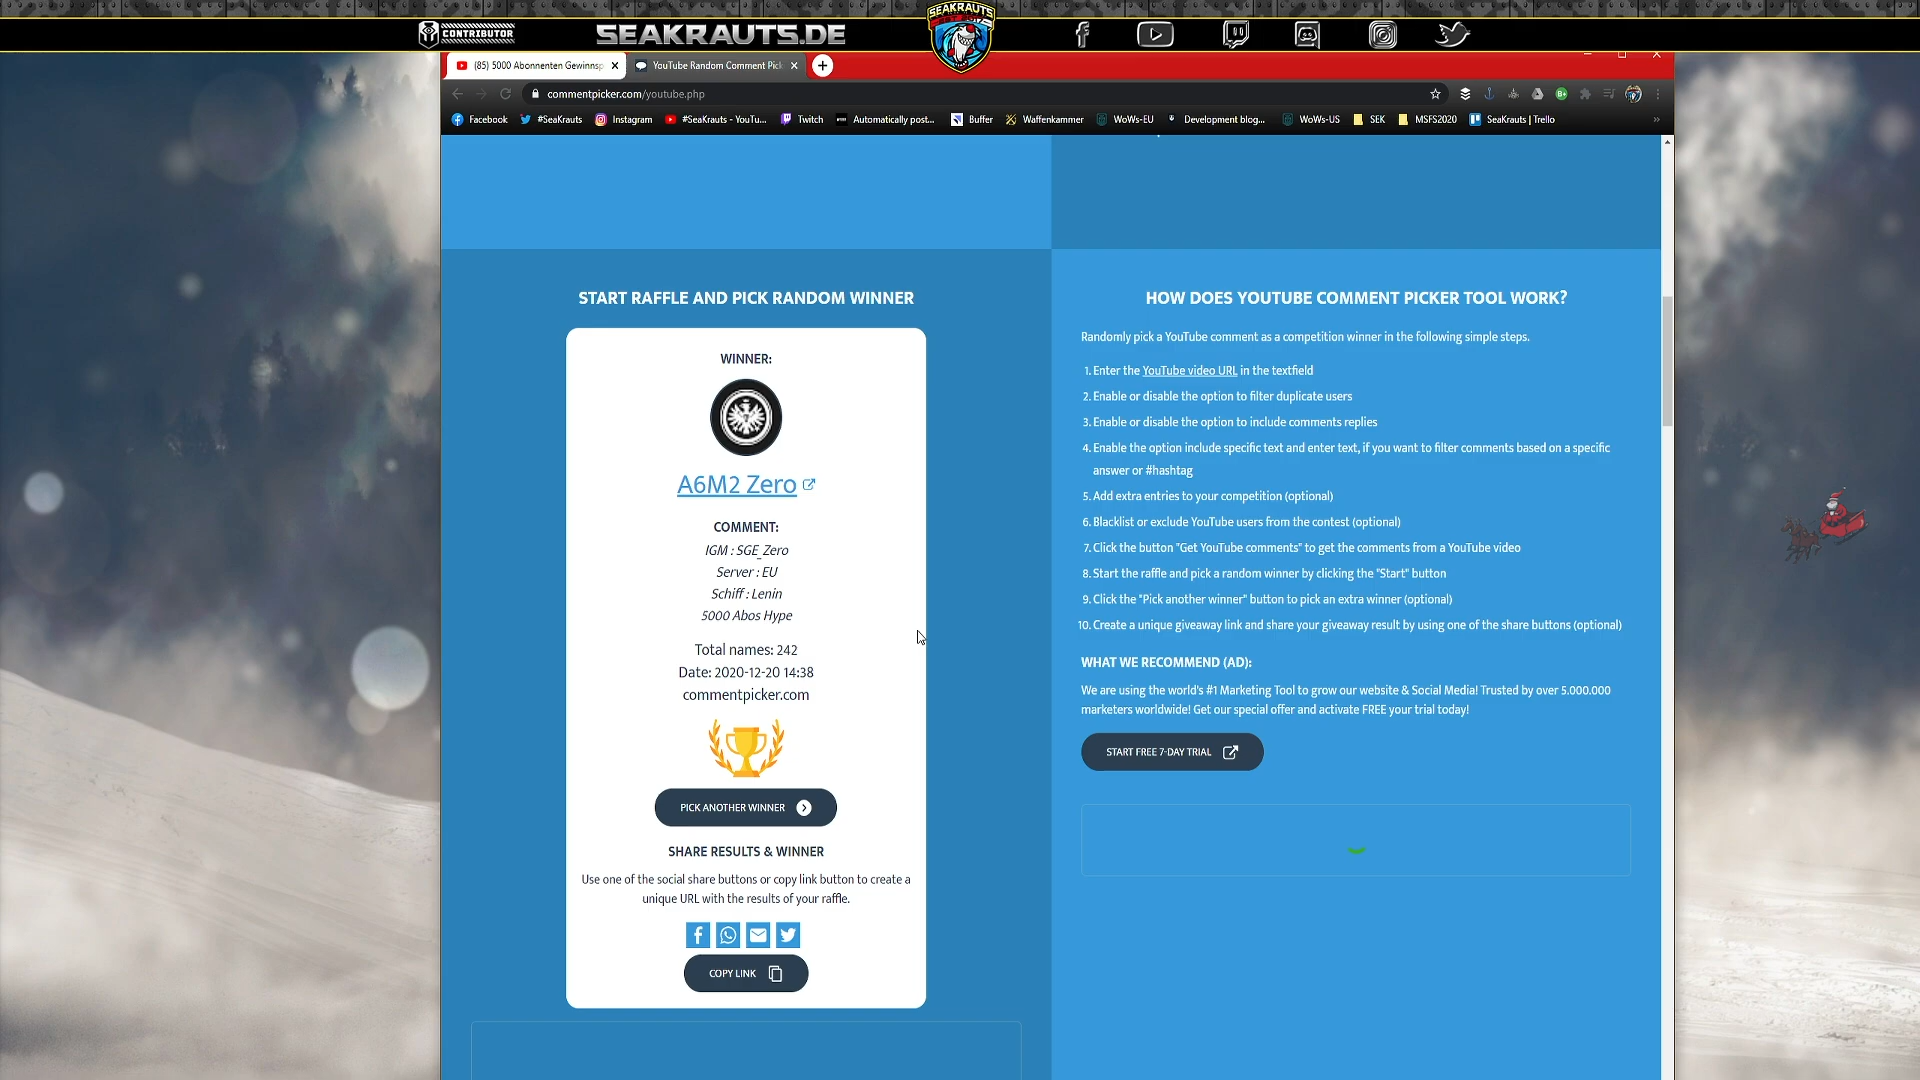 CONTRIBUTOR
SEAKRAUTS.DE
SEAKRAUTS
(85) 5000 Abonnenten Gewinnsp
YouTube Random Comment Pick
commentpicker.com/youtube.php
Facebook
#SeaKrauts
Instagram
#SeaKrauts - YouTu...
Twitch
Automatically post...
Buffer
Waffenkammer
WoWs-EU
Development blog...
WoWs-US
SEK
MSFS2020
SeaKrauts | Trello
START RAFFLE AND PICK RANDOM WINNER
WINNER:
A6M2 Zero
COMMENT:
IGM : SGE_Zero
Server : EU
Schiff : Lenin
5000 Abos Hype
Total names: 242
Date: 2020-12-20 14:38
commentpicker.com
PICK ANOTHER WINNER
SHARE RESULTS & WINNER
Use one of the social share buttons or copy link button to create a
unique URL with the results of your raffle.
COPY LINK
HOW DOES YOUTUBE COMMENT PICKER TOOL WORK?
Randomly pick a YouTube comment as a competition winner in the following simple steps.
1. Enter the YouTube video URL in the textfield
2. Enable or disable the option to filter duplicate users
3. Enable or disable the option to include comments replies
4. Enable the option include specific text and enter text, if you want to filter comments based on a specific
answer or #hashtag
5. Add extra entries to your competition (optional)
6. Blacklist or exclude YouTube users from the contest (optional)
7. Click the button "Get YouTube comments" to get the comments from a YouTube video
8. Start the raffle and pick a random winner by clicking the "Start" button
9. Click the "Pick another winner" button to pick an extra winner (optional)
10. Create a unique giveaway link and share your giveaway result by using one of the share buttons (optional)
WHAT WE RECOMMEND (AD):
We are using the world's #1 Marketing Tool to grow our website & Social Media! Trusted by over 5.000.000
marketers worldwide! Get our special offer and activate FREE your trial today!
START FREE 7-DAY TRIAL